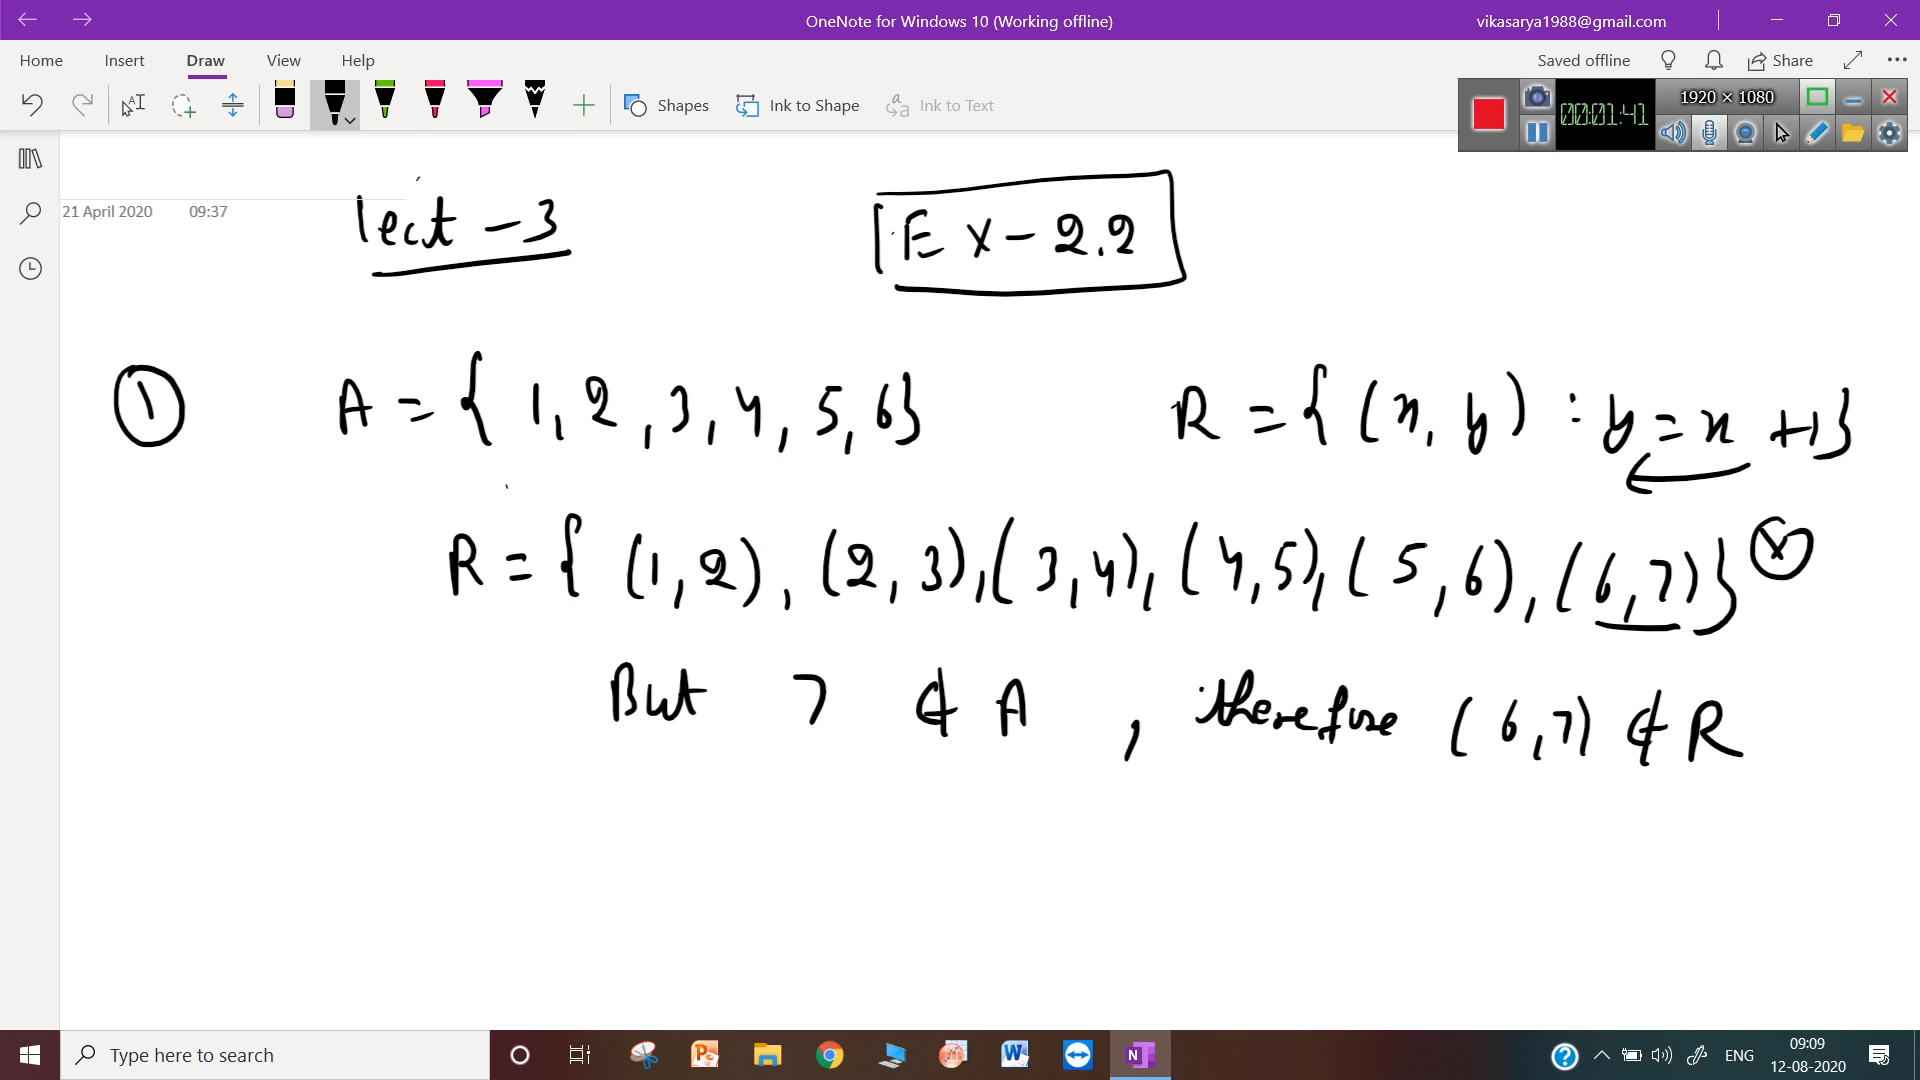 OneNote for Windows 10 (Working offline)
vikasarya1988@gmail.com
Home Insert Draw View Help
Saved offline
Share
Shapes
Ink to Shape
Ink to Text
1920 × 1080
000:01:41
21 April 2020 09:37
lect - 3
Ex - 2.2
① A = { 1, 2, 3, 4, 5, 6} R = { (x, y) : y = x + 1}
R = { (1, 2), (2, 3), (3, 4), (4, 5), (5, 6), (6, 7)}
But 7 ∉ A, therefore (6, 7) ∉ R
Type here to search
ENG
09:09
12-08-2020